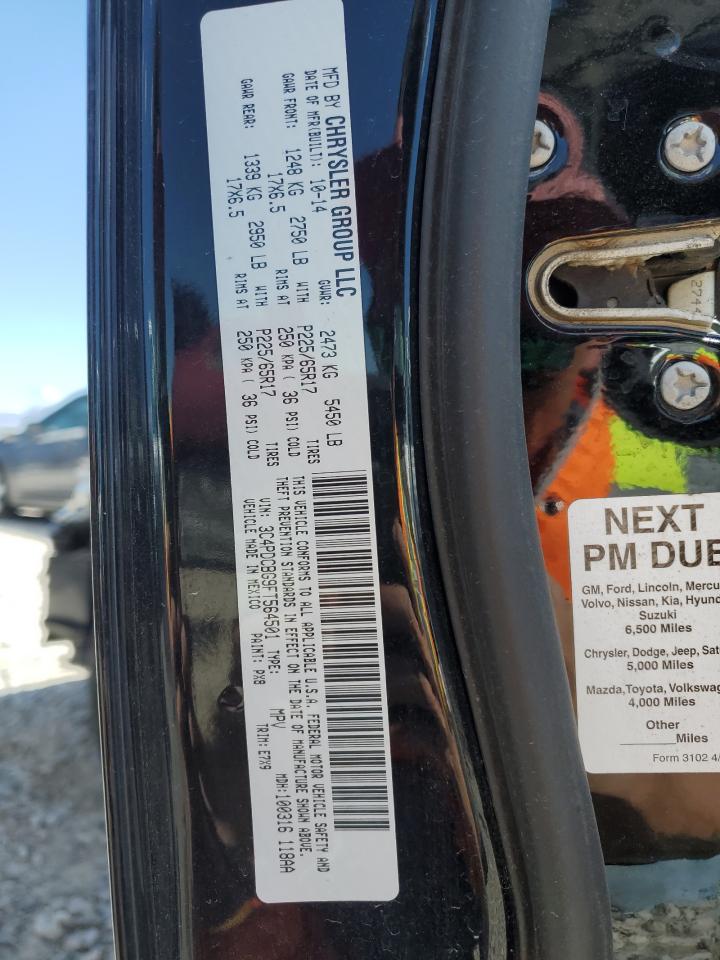 MFD BY CHRYSLER GROUP LLC
DATE OF MFR(BUILT): 10-14 GVWR: 2473 KG 5450 LB
GAWR FRONT: 1248 KG 2750 LB WITH P225/65R17 TIRES
17X6.5 RIMS AT 250 KPA ( 36 PSI) COLD
GAWR REAR: 1339 KG 2950 LB WITH P225/65R17 TIRES
17X6.5 RIMS AT 250 KPA ( 36 PSI) COLD
THIS VEHICLE CONFORMS TO ALL APPLICABLE U.S.A. FEDERAL MOTOR VEHICLE SAFETY AND
THEFT PREVENTION STANDARDS IN EFFECT ON THE DATE OF MANUFACTURE SHOWN ABOVE.
VIN: 3C4PDCBG9FT564501 TYPE: MPV MDH:100316 118AA
VEHICLE MADE IN MEXICO PAINT: PX8 TRIM: E7X9
2744
NEXT
PM DUE
GM, Ford, Lincoln, Mercu
Volvo, Nissan, Kia, Hyund
Suzuki
6,500 Miles
Chrysler, Dodge, Jeep, Sat
5,000 Miles
Mazda,Toyota, Volkswag
4,000 Miles
Other
______Miles
Form 3102 4/